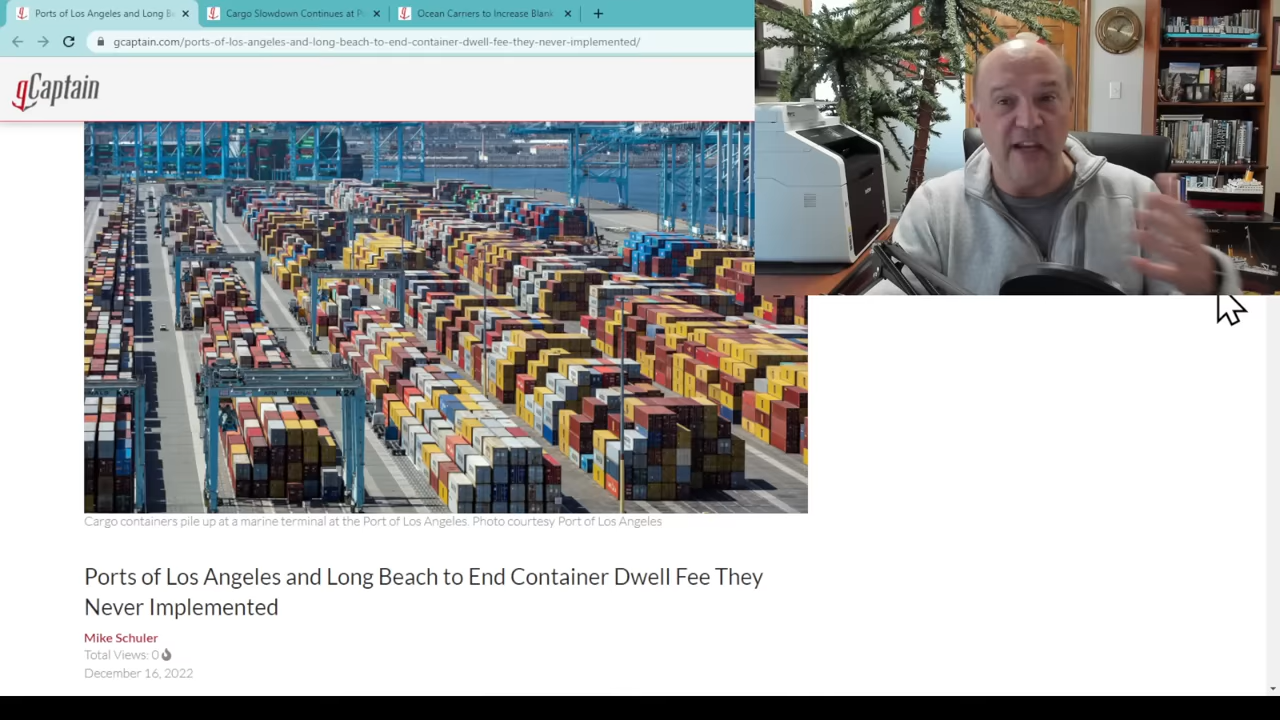 Ports of Los Angeles and Long Be
Cargo Slowdown Continues at P
Ocean Carriers to Increase Blank
gcaptain.com/ports-of-los-angeles-and-long-beach-to-end-container-dwell-fee-they-never-implemented/
gCaptain
Cargo containers pile up at a marine terminal at the Port of Los Angeles. Photo courtesy Port of Los Angeles
Ports of Los Angeles and Long Beach to End Container Dwell Fee They
Never Implemented
Mike Schuler
Total Views: 0
December 16, 2022